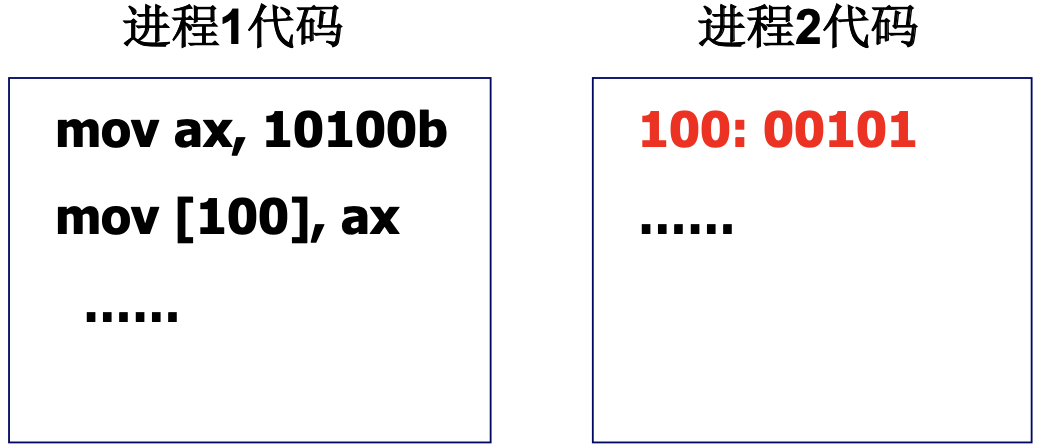 进程1代码
mov ax, 10100b
mov [100], ax
......
进程2代码
100: 00101
......